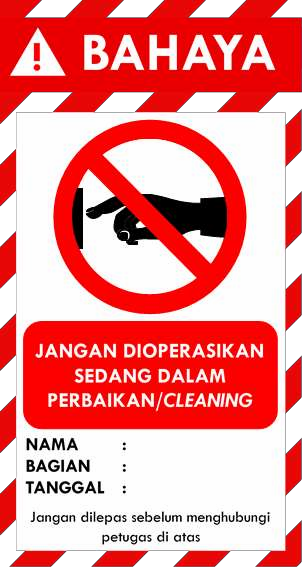 BAHAYA
JANGAN DIOPERASIKAN
SEDANG DALAM
PERBAIKAN/CLEANING
NAMA :
BAGIAN :
TANGGAL :
Jangan dilepas sebelum menghubungi
petugas di atas